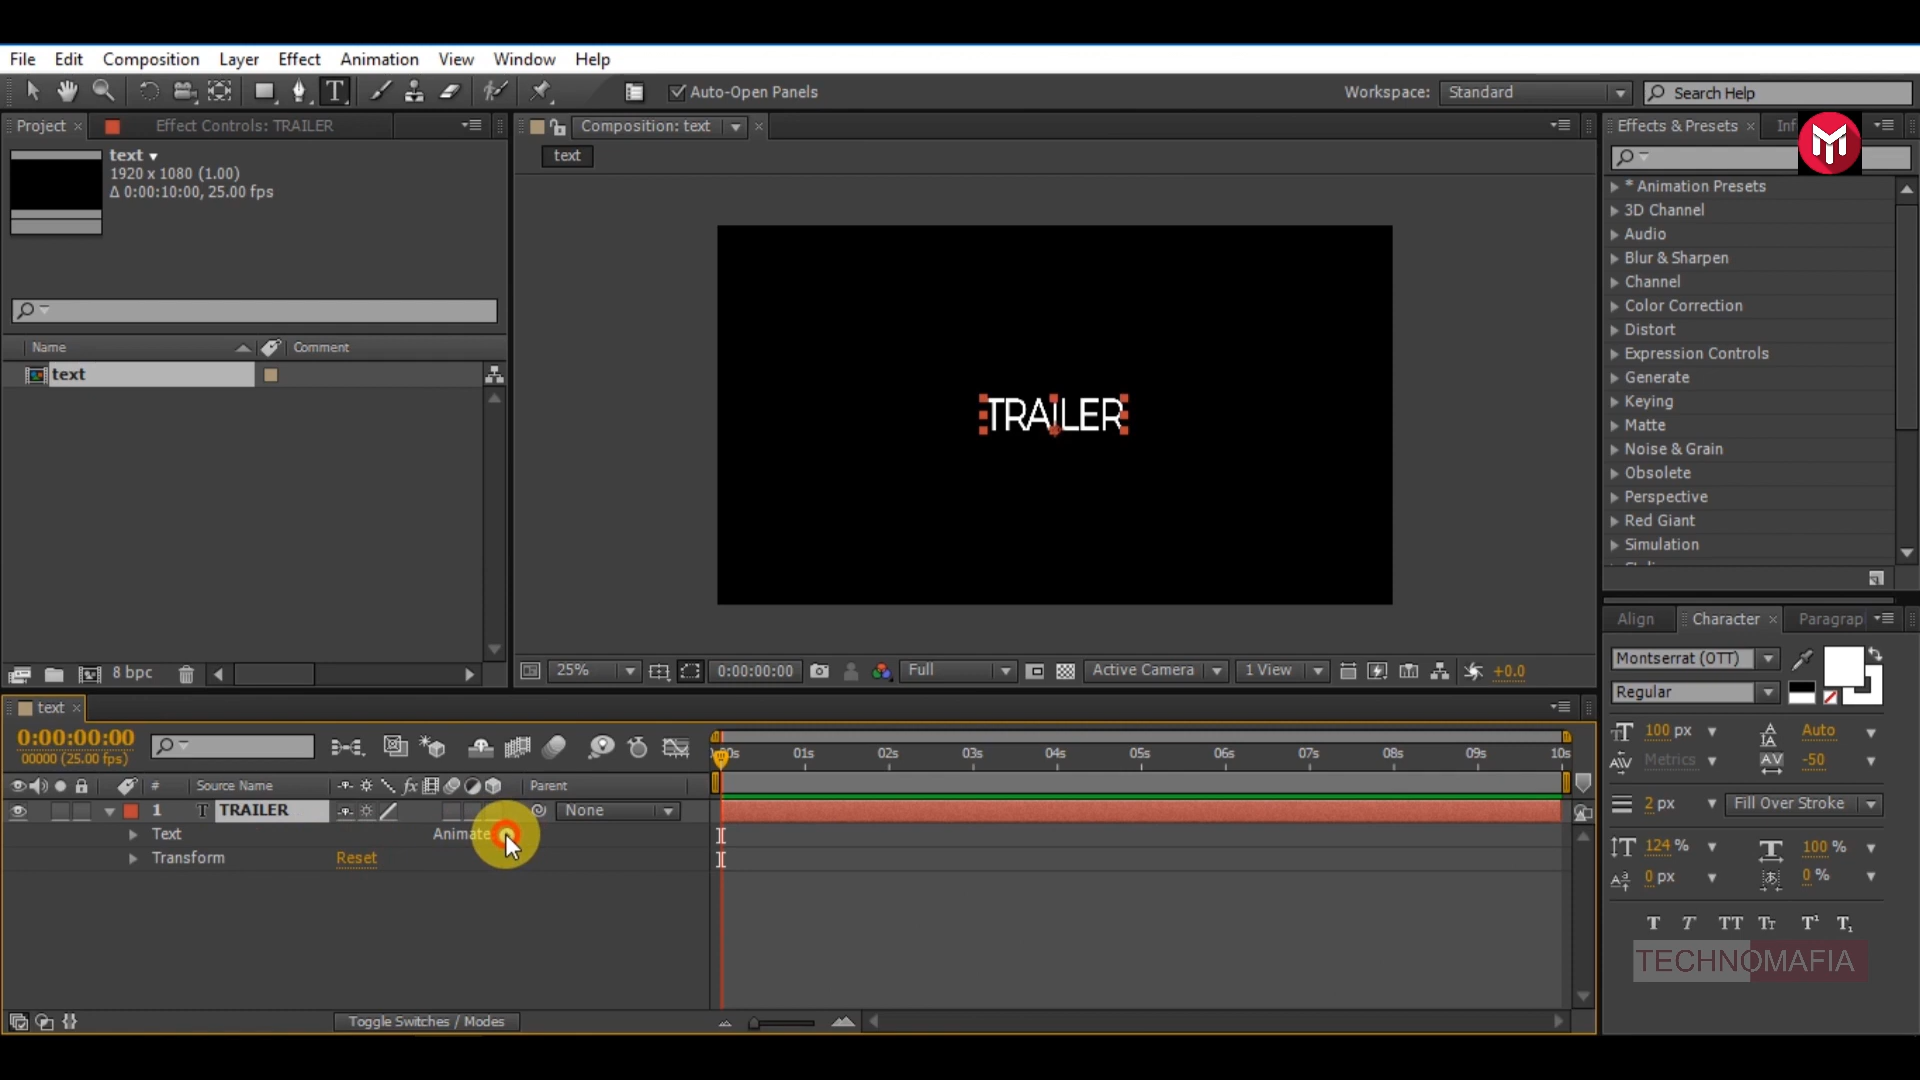 File Edit Composition Layer Effect Animation View Window Help
Auto-Open Panels
Workspace: Standard
Search Help
Project
Effect Controls: TRAILER
Composition: text
Effects & Presets
text
1920 x 1080 (1.00)
Δ 0:00:10:00, 25.00 fps
text
* Animation Presets
3D Channel
Audio
Blur & Sharpen
Channel
Color Correction
Distort
Expression Controls
Generate
Keying
Matte
Noise & Grain
Obsolete
Perspective
Red Giant
Simulation
Name
Comment
text
TRAILER
8 bpc
25%
0:00:00:00
Full
Active Camera
1 View
+0.0
Align
Character
Paragrap
Montserrat (OTT)
Regular
100 px
Auto
Metrics
-50
2 px
Fill Over Stroke
124 %
100 %
0 px
0 %
T T TT Tт T¹ T₁
TECHNOMAFIA
text
0:00:00:00
00000 (25.00 fps)
01s 02s 03s 04s 05s 06s 07s 08s 09s 10s
# Source Name
fx
Parent
1 T TRAILER
None
Text
Animate
Transform
Reset
Toggle Switches / Modes